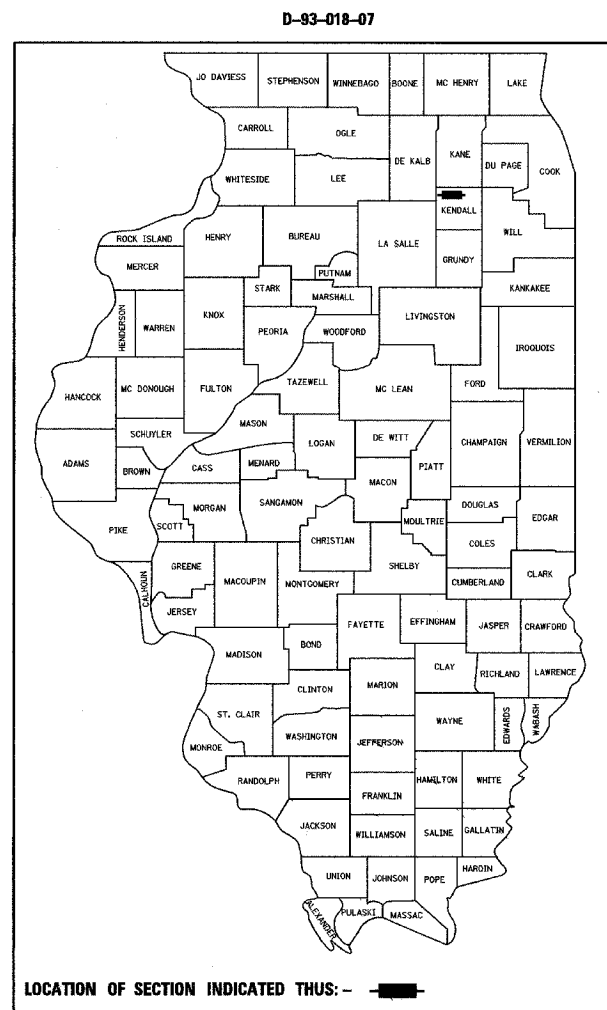 D-93-018-07
JO DAVIESS STEPHENSON WINNEBAGO BOONE MC HENRY LAKE
CARROLL OGLE
DE KALB KANE DU PAGE COOK
WHITESIDE LEE
KENDALL
ROCK ISLAND HENRY BUREAU LA SALLE WILL
MERCER PUTNAM GRUNDY
STARK MARSHALL KANKAKEE
HENDERSON WARREN KNOX PEORIA WOODFORD LIVINGSTON
IROQUOIS
HANCOCK MC DONOUGH FULTON TAZEWELL MC LEAN FORD
MASON
SCHUYLER LOGAN DE WITT CHAMPAIGN VERMILION
ADAMS BROWN CASS MENARD MACON PIATT
MORGAN SANGAMON DOUGLAS
PIKE SCOTT CHRISTIAN MOULTRIE EDGAR
COLES
CALHOUN GREENE MACOUPIN MONTGOMERY SHELBY CUMBERLAND CLARK
JERSEY
FAYETTE EFFINGHAM JASPER CRAWFORD
MADISON BOND
CLAY RICHLAND LAWRENCE
CLINTON MARION
ST. CLAIR WAYNE EDWARDS WABASH
WASHINGTON JEFFERSON
MONROE
RANDOLPH PERRY HAMILTON WHITE
FRANKLIN
JACKSON WILLIAMSON SALINE GALLATIN
UNION JOHNSON POPE HARDIN
ALEXANDER PULASKI MASSAC
LOCATION OF SECTION INDICATED THUS: -